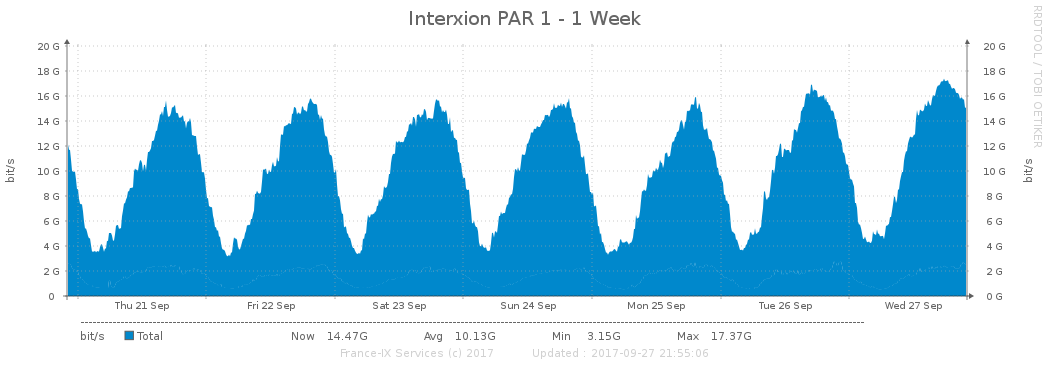 Interxion PAR 1 - 1 Week
RRDTOOL / TOBI OETIKER
bit/s
20 G 20 G
18 G 18 G
16 G 16 G
14 G 14 G
12 G 12 G
10 G 10 G
8 G 8 G
6 G 6 G
4 G 4 G
2 G 2 G
0 0 G
bit/s
Thu 21 Sep Fri 22 Sep Sat 23 Sep Sun 24 Sep Mon 25 Sep Tue 26 Sep Wed 27 Sep
bit/s Total Now 14.47G Avg 10.13G Min 3.15G Max 17.37G
France-IX Services (c) 2017 Updated : 2017-09-27 21:55:06